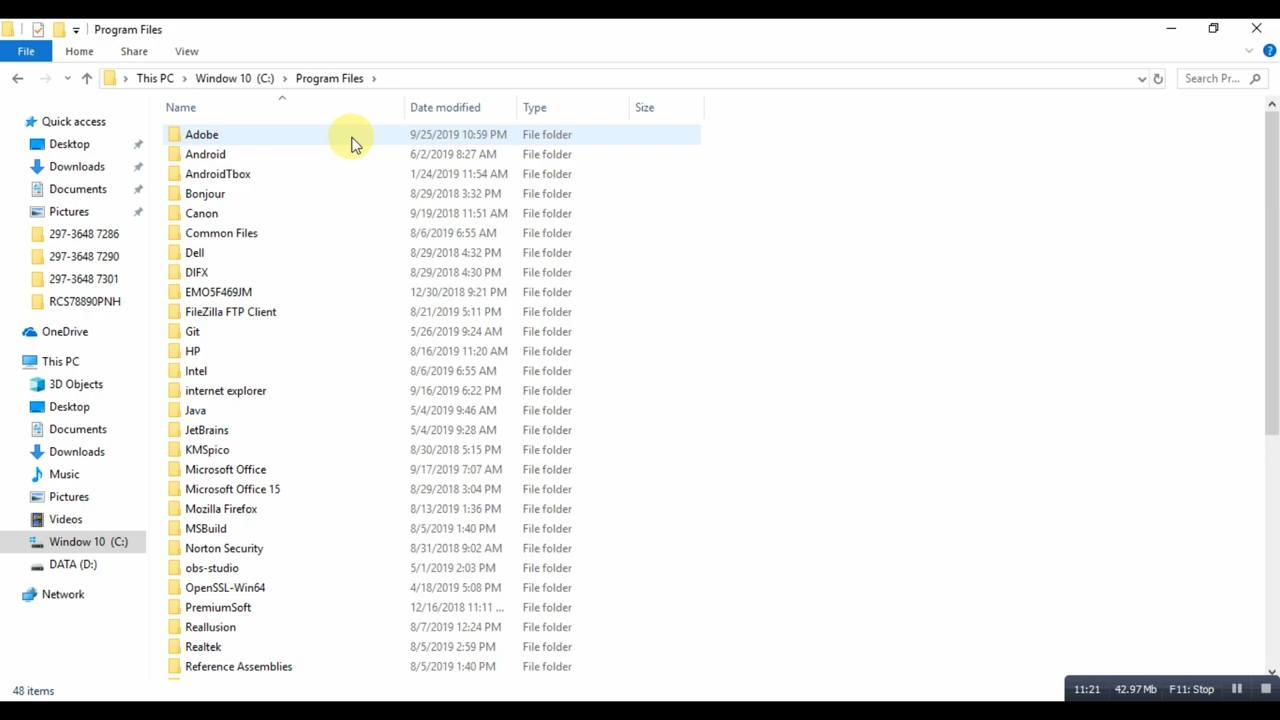 Program Files
File Home Share View
This PC Window 10 (C:) Program Files Search Pr...
Name Date modified Type Size
Quick access
Desktop
Downloads
Documents
Pictures
297-3648 7286
297-3648 7290
297-3648 7301
RCS78890PNH
OneDrive
This PC
3D Objects
Desktop
Documents
Downloads
Music
Pictures
Videos
Window 10 (C:)
DATA (D:)
Network
Adobe 9/25/2019 10:59 PM File folder
Android 6/2/2019 8:27 AM File folder
AndroidTbox 1/24/2019 11:54 AM File folder
Bonjour 8/29/2018 3:32 PM File folder
Canon 9/19/2018 11:51 AM File folder
Common Files 8/6/2019 6:55 AM File folder
Dell 8/29/2018 4:32 PM File folder
DIFX 8/29/2018 4:30 PM File folder
EMO5F469JM 12/30/2018 9:21 PM File folder
FileZilla FTP Client 8/21/2019 5:11 PM File folder
Git 5/26/2019 9:24 AM File folder
HP 8/16/2019 11:20 AM File folder
Intel 8/6/2019 6:55 AM File folder
internet explorer 9/16/2019 6:22 PM File folder
Java 5/4/2019 9:46 AM File folder
JetBrains 5/4/2019 9:28 AM File folder
KMSpico 8/30/2018 5:15 PM File folder
Microsoft Office 9/17/2019 7:07 AM File folder
Microsoft Office 15 8/29/2018 3:04 PM File folder
Mozilla Firefox 8/13/2019 1:36 PM File folder
MSBuild 8/5/2019 1:40 PM File folder
Norton Security 8/31/2018 9:02 AM File folder
obs-studio 5/1/2019 2:03 PM File folder
OpenSSL-Win64 4/18/2019 5:08 PM File folder
PremiumSoft 12/16/2018 11:11 ... File folder
Reallusion 8/7/2019 12:24 PM File folder
Realtek 8/5/2019 2:59 PM File folder
Reference Assemblies 8/5/2019 1:40 PM File folder
48 items
11:21 42.97Mb F11: Stop